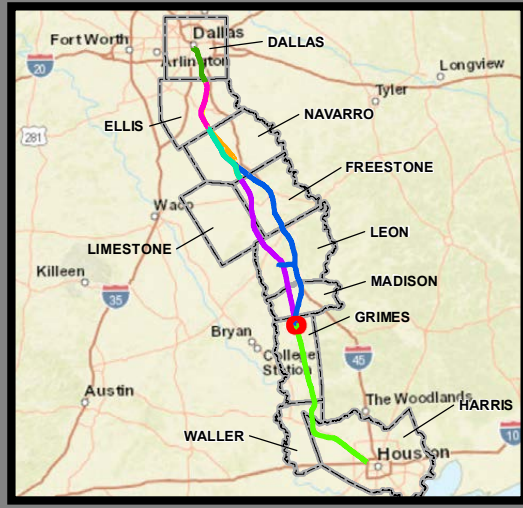 Fort Worth
Dallas
DALLAS
Arlington
20
Longview
Tyler
ELLIS
NAVARRO
281
FREESTONE
Waco
LEON
LIMESTONE
Killeen
MADISON
35
GRIMES
Bryan
College
Station
45
Austin
The Woodlands
HARRIS
WALLER
10
Houston